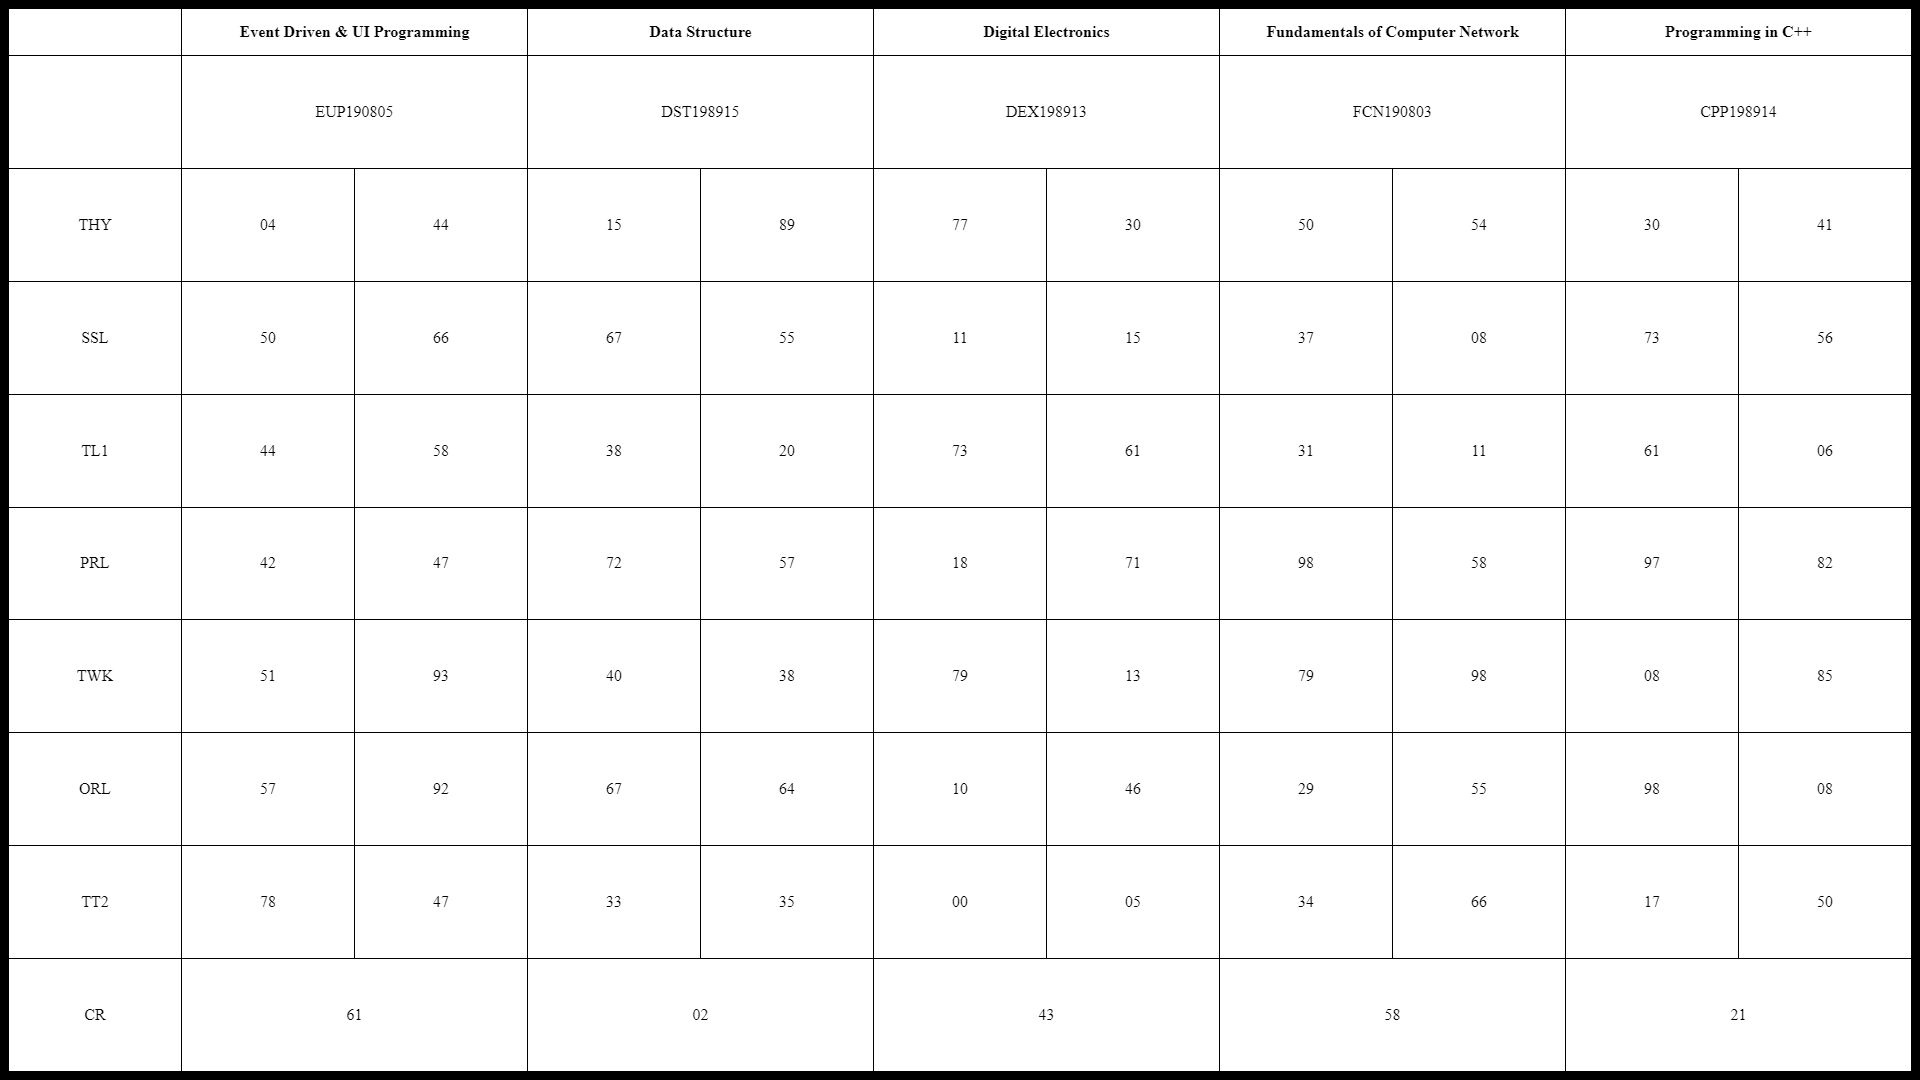 Event Driven & UI Programming Data Structure Digital Electronics Fundamentals of Computer Network Programming in C++
EUP190805 DST198915 DEX198913 FCN190803 CPP198914
THY 04 44 15 89 77 30 50 54 30 41
SSL 50 66 67 55 11 15 37 08 73 56
TL1 44 58 38 20 73 61 31 11 61 06
PRL 42 47 72 57 18 71 98 58 97 82
TWK 51 93 40 38 79 13 79 98 08 85
ORL 57 92 67 64 10 46 29 55 98 08
TT2 78 47 33 35 00 05 34 66 17 50
CR 61 02 43 58 21